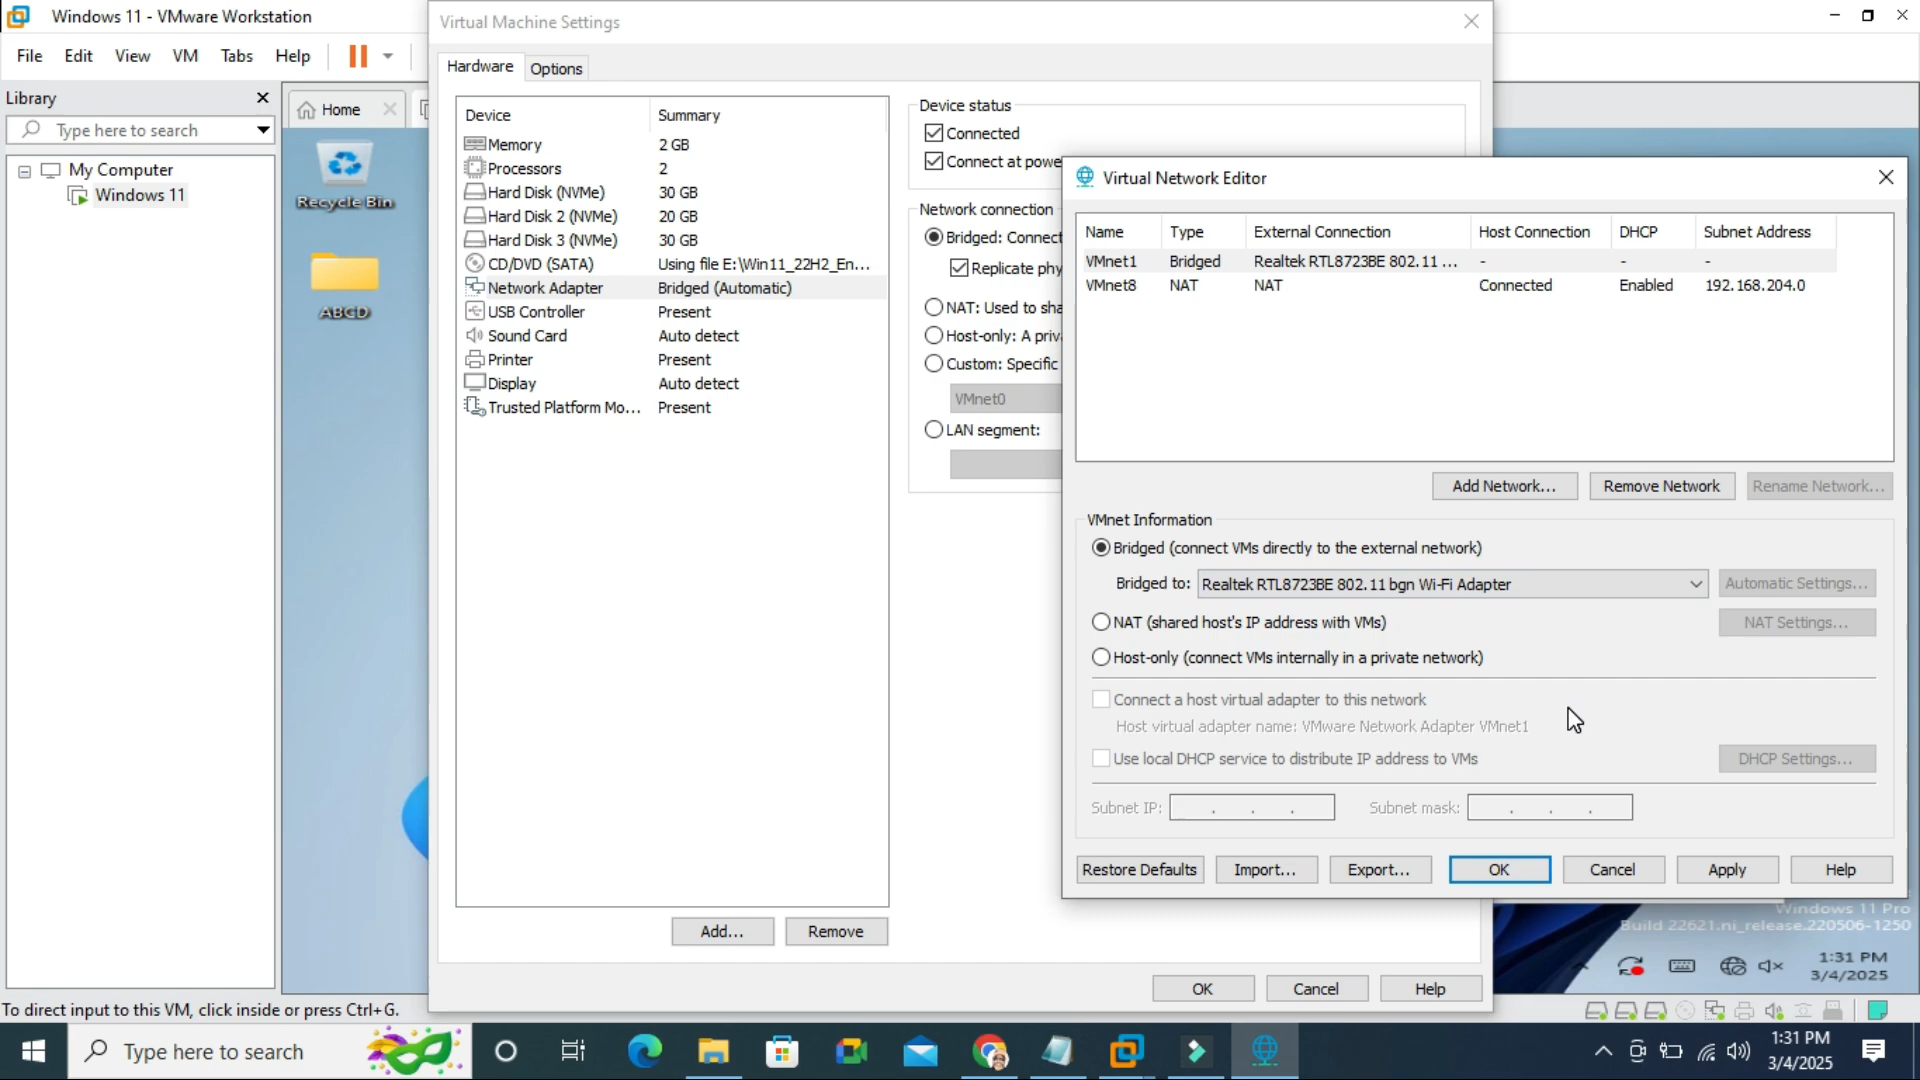 Windows 11 - VMware Workstation
File Edit View VM Tabs Help
Library
Type here to search
My Computer
Windows 11
Home
Recycle Bin
ABCD
Virtual Machine Settings
Hardware Options
Device Summary
Memory 2 GB
Processors 2
Hard Disk (NVMe) 30 GB
Hard Disk 2 (NVMe) 20 GB
Hard Disk 3 (NVMe) 30 GB
CD/DVD (SATA) Using file E:\Win11_22H2_En...
Network Adapter Bridged (Automatic)
USB Controller Present
Sound Card Auto detect
Printer Present
Display Auto detect
Trusted Platform Mo... Present
Add... Remove
Device status
Connected
Connect at powe
Network connection
Bridged: Connect
Replicate phy
NAT: Used to sha
Host-only: A priv
Custom: Specific
VMnet0
LAN segment:
OK Cancel Help
Virtual Network Editor
Name Type External Connection Host Connection DHCP Subnet Address
VMnet1 Bridged Realtek RTL8723BE 802.11 ... - - -
VMnet8 NAT NAT Connected Enabled 192.168.204.0
Add Network... Remove Network Rename Network...
VMnet Information
Bridged (connect VMs directly to the external network)
Bridged to: Realtek RTL8723BE 802.11 bgn Wi-Fi Adapter Automatic Settings...
NAT (shared host's IP address with VMs) NAT Settings...
Host-only (connect VMs internally in a private network)
Connect a host virtual adapter to this network
Host virtual adapter name: VMware Network Adapter VMnet1
Use local DHCP service to distribute IP address to VMs DHCP Settings...
Subnet IP: . . . Subnet mask: . . .
Restore Defaults Import... Export... OK Cancel Apply Help
Windows 11 Pro
Build 22621.ni_release.220506-1250
1:31 PM
3/4/2025
To direct input to this VM, click inside or press Ctrl+G.
Type here to search
1:31 PM
3/4/2025